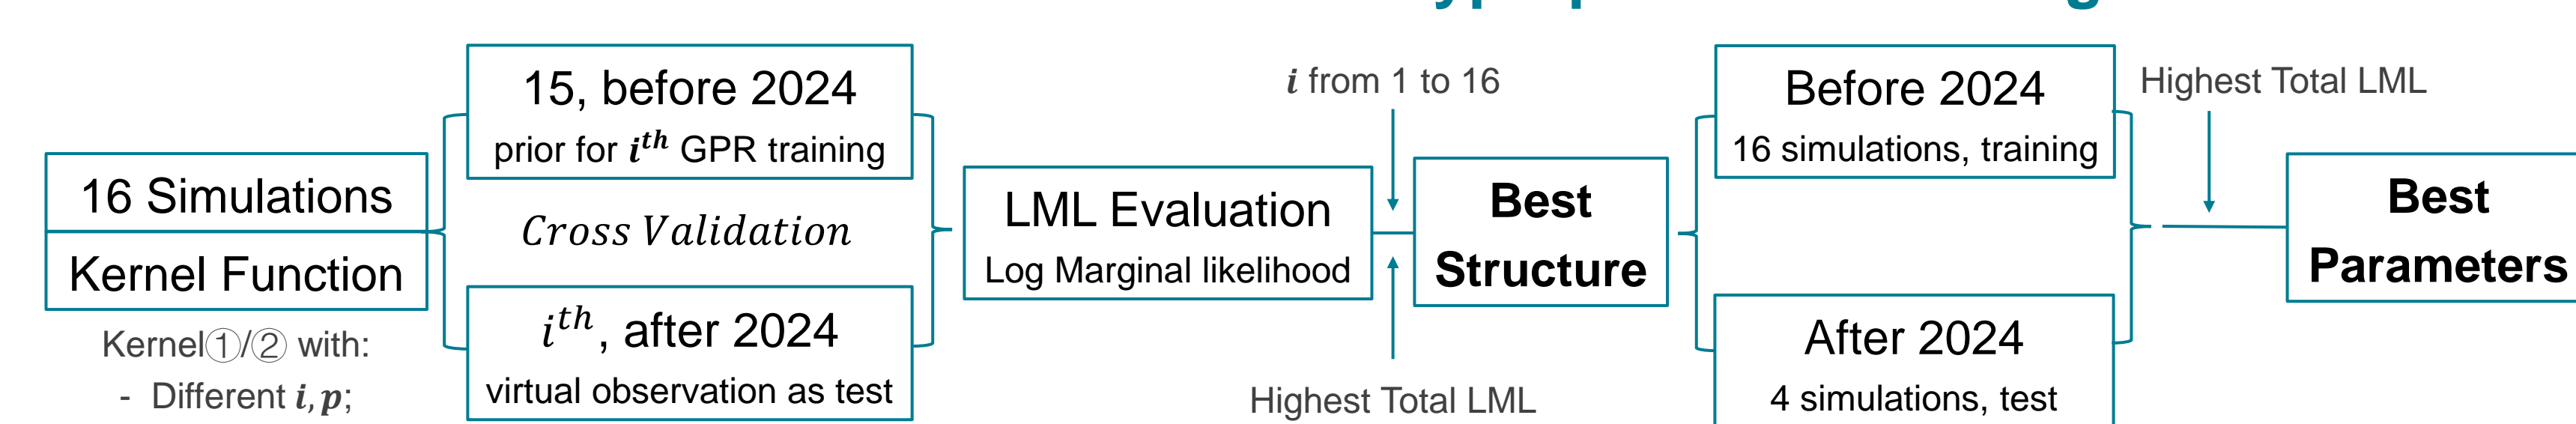 16 Simulations
Kernel Function
Kernel①/② with:
- Different i, p;
15, before 2024
prior for i^th GPR training
Cross Validation
i^th, after 2024
virtual observation as test
LML Evaluation
Log Marginal likelihood
i from 1 to 16
Highest Total LML
Best
Structure
Before 2024
16 simulations, training
After 2024
4 simulations, test
Highest Total LML
Best
Parameters